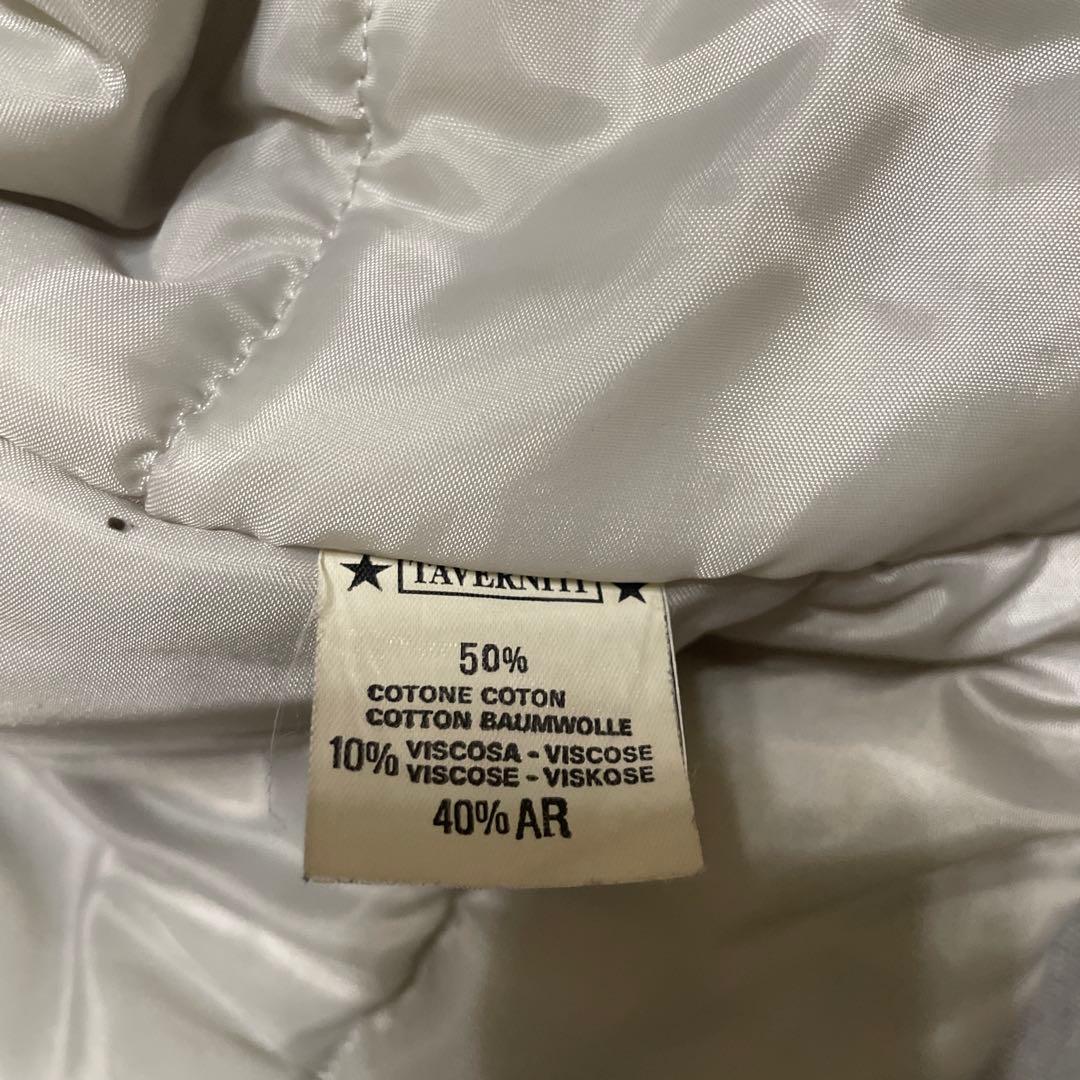 ★ TAVERNITI ★
50%
COTONE COTON
COTTON BAUMWOLLE
10% VISCOSA - VISCOSE
VISCOSE - VISKOSE
40% AR